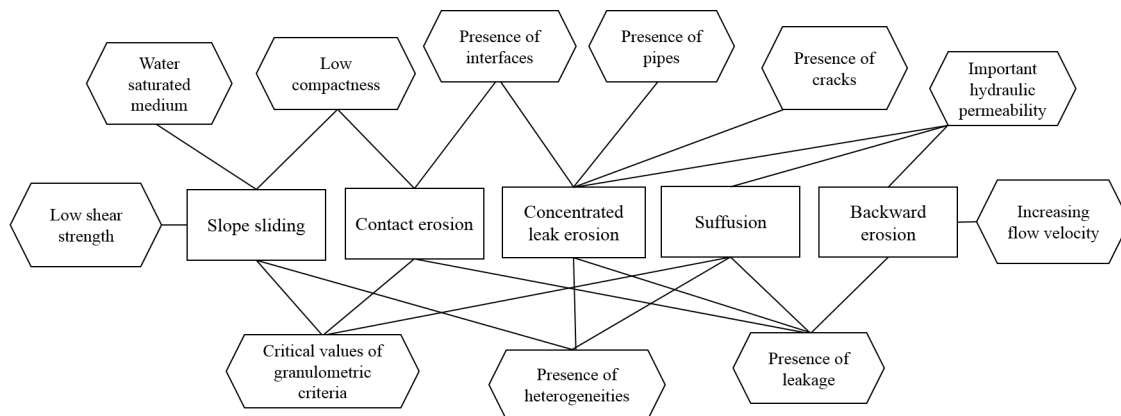 Water
saturated
medium
Low
compactness
Presence of
interfaces
Presence of
pipes
Presence of
cracks
Important
hydraulic
permeability
Low shear
strength
Slope sliding
Contact erosion
Concentrated
leak erosion
Suffusion
Backward
erosion
Increasing
flow velocity
Critical values of
granulometric
criteria
Presence of
heterogeneities
Presence of
leakage